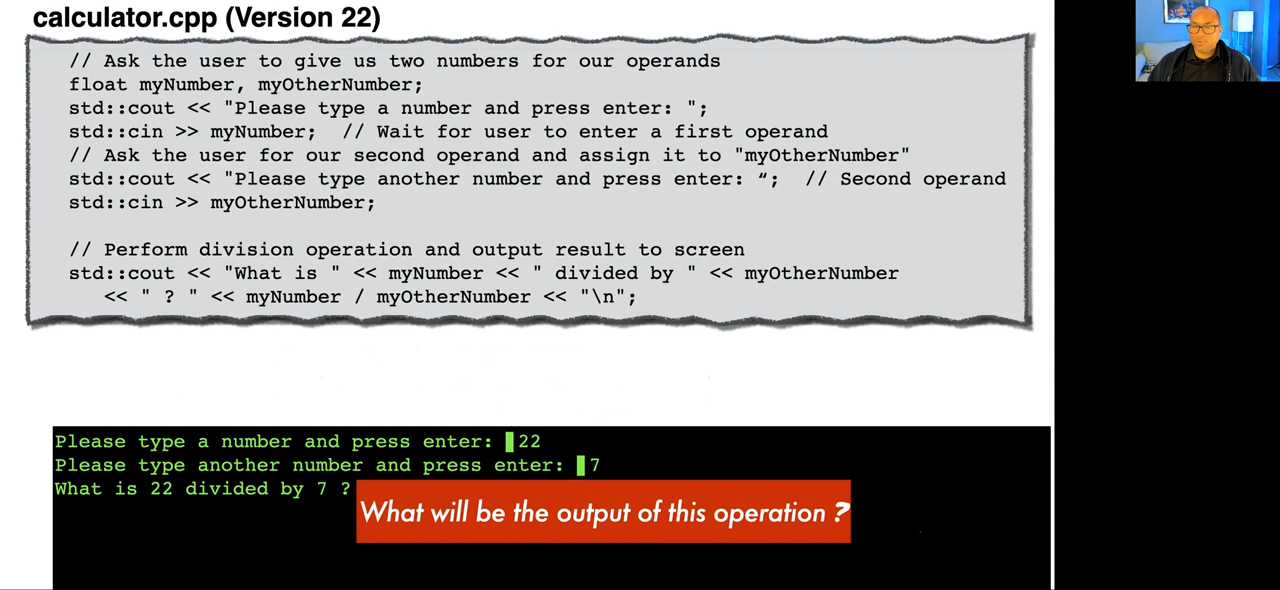 calculator.cpp (Version 22)
// Ask the user to give us two numbers for our operands
float myNumber, myOtherNumber;
std::cout << "Please type a number and press enter: ";
std::cin >> myNumber;  // Wait for user to enter a first operand
// Ask the user for our second operand and assign it to "myOtherNumber"
std::cout << "Please type another number and press enter: “;  // Second operand
std::cin >> myOtherNumber;
// Perform division operation and output result to screen
std::cout << "What is " << myNumber << " divided by " << myOtherNumber
<< " ? " << myNumber / myOtherNumber << "\n";
Please type a number and press enter: 22
Please type another number and press enter: 7
What is 22 divided by 7 ?
What will be the output of this operation ?